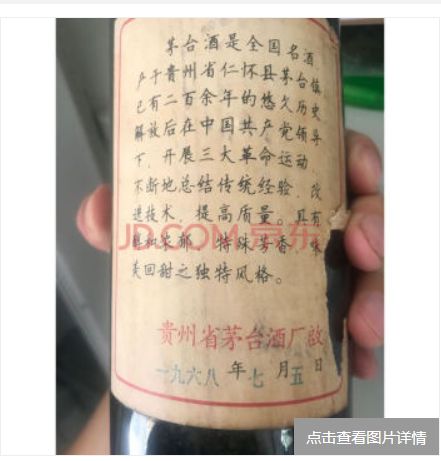 茅台酒是全国名酒,
产于贵州省仁怀县茅台镇
已有二百余年的悠久历史
解放后在中国共产党领导
下,开展三大革命运动,
不断地总结传统经验,改
进技术,提高质量。具有
JD.COM 京东
和浓郁、特殊芳香、味
回甜之独特风格。
贵州省茅台酒厂啟
一九六八年七月五日
点击查看图片详情